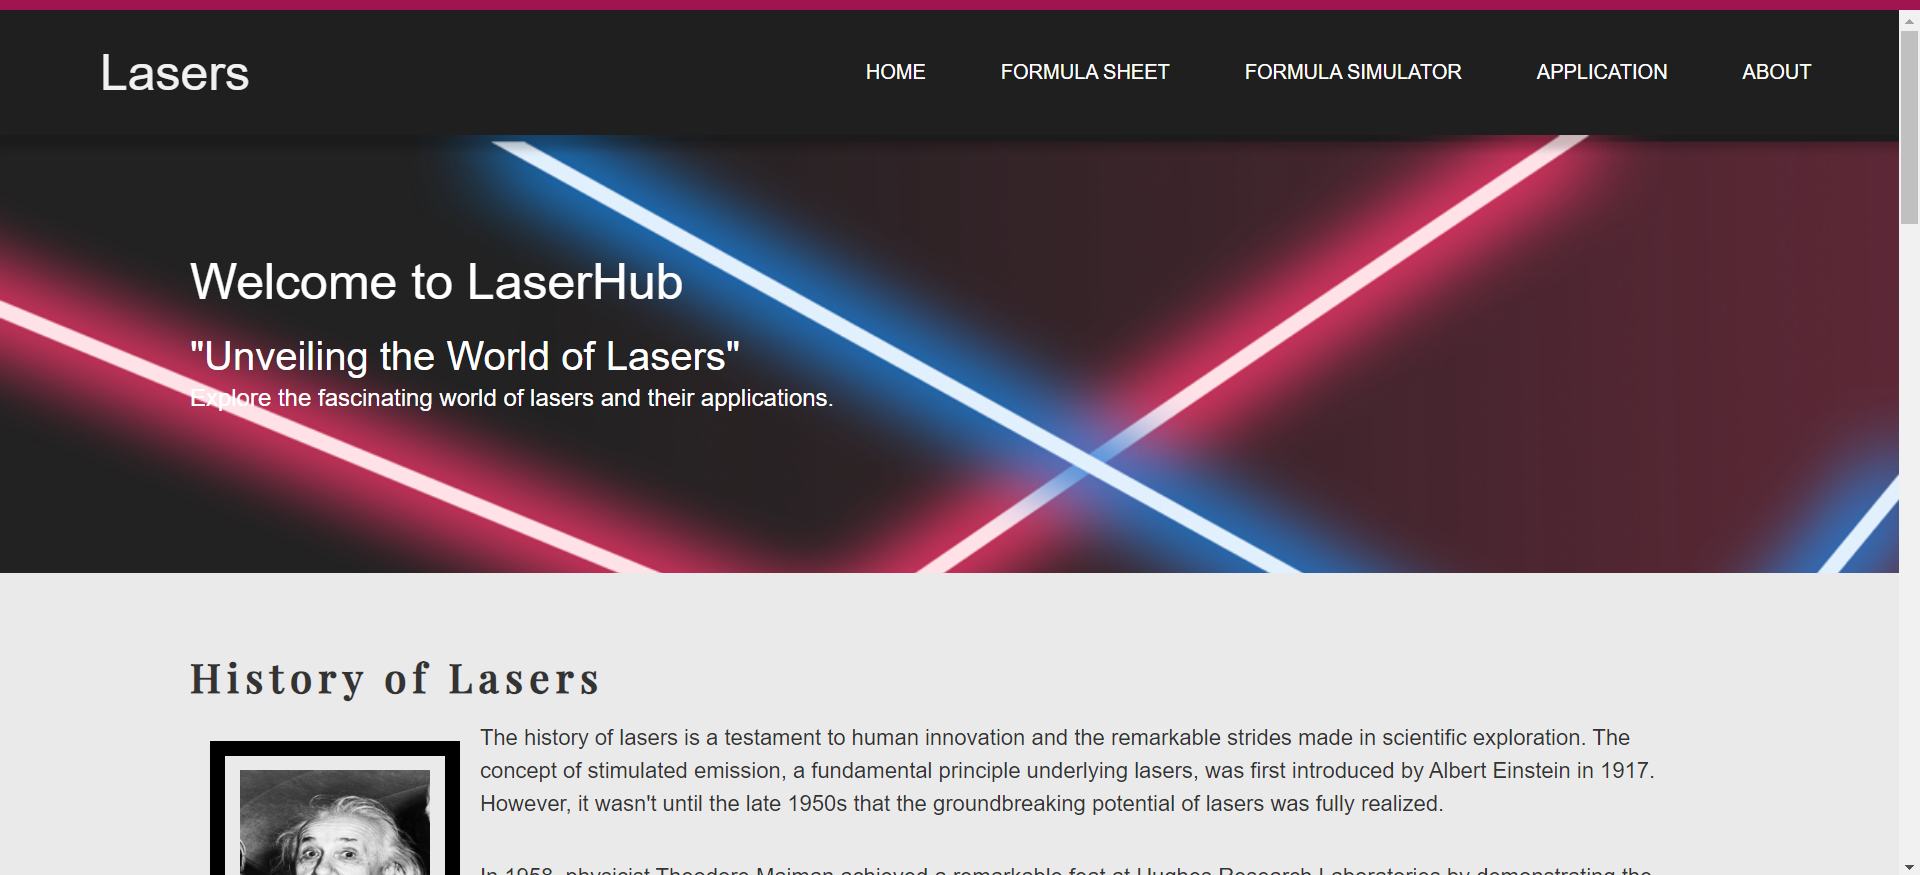 Lasers
HOME FORMULA SHEET FORMULA SIMULATOR APPLICATION ABOUT
Welcome to LaserHub
"Unveiling the World of Lasers"
Explore the fascinating world of lasers and their applications.
History of Lasers
The history of lasers is a testament to human innovation and the remarkable strides made in scientific exploration. The
concept of stimulated emission, a fundamental principle underlying lasers, was first introduced by Albert Einstein in 1917.
However, it wasn't until the late 1950s that the groundbreaking potential of lasers was fully realized.
In 1958, physicist Theodore Maiman achieved a remarkable feat at Hughes Research Laboratories by demonstrating the